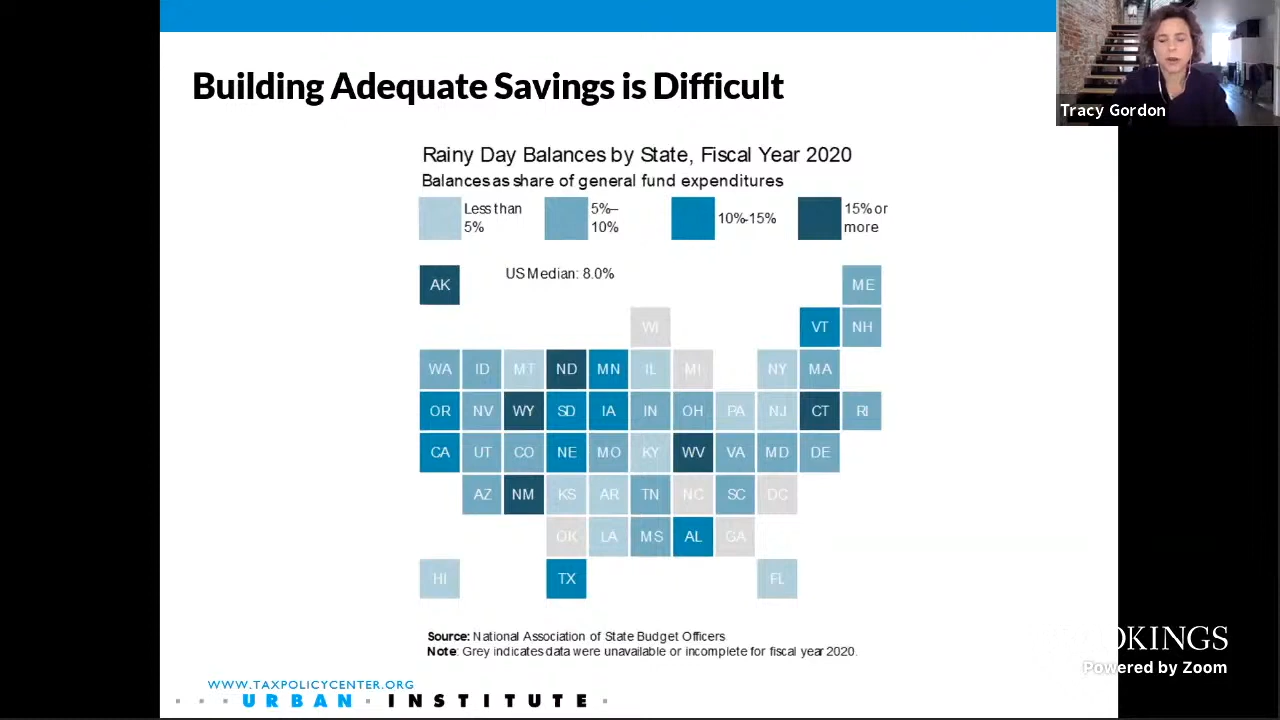 Building Adequate Savings is Difficult
Tracy Gordon
Rainy Day Balances by State, Fiscal Year 2020
Balances as share of general fund expenditures
Less than
5%
5%–
10%
10%-15%
15% or
more
US Median: 8.0%
AK
ME
WI
VT NH
WA ID MT ND MN IL MI NY MA
OR NV WY SD IA IN OH PA NJ CT RI
CA UT CO NE MO KY WV VA MD DE
AZ NM KS AR TN NC SC DC
OK LA MS AL GA
HI TX FL
Source: National Association of State Budget Officers
Note: Grey indicates data were unavailable or incomplete for fiscal year 2020.
OKINGS
Powered by Zoom
WWW.TAXPOLICYCENTER.ORG
URBAN · INSTITUTE